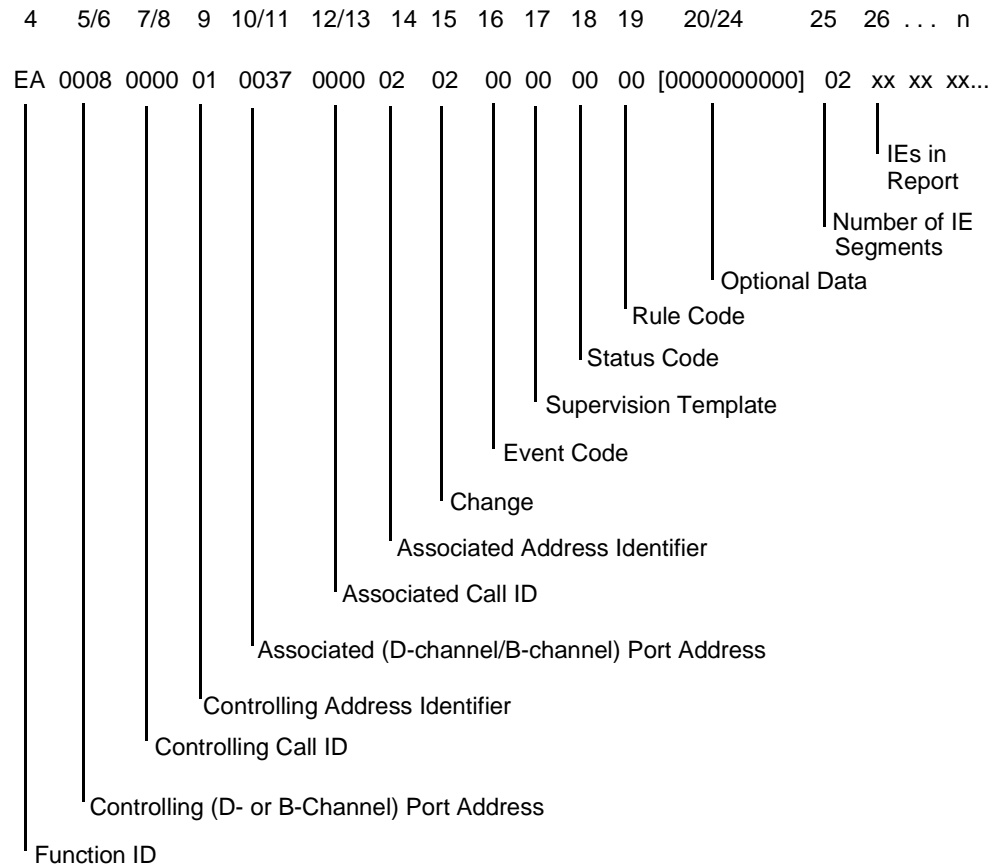 4 5/6 7/8 9 10/11 12/13 14 15 16 17 18 19 20/24 25 26 . . . n
EA 0008 0000 01 0037 0000 02 02 00 00 00 00 [0000000000] 02 xx xx xx...
IEs in
Report
Number of IE
Segments
Optional Data
Rule Code
Status Code
Supervision Template
Event Code
Change
Associated Address Identifier
Associated Call ID
Associated (D-channel/B-channel) Port Address
Controlling Address Identifier
Controlling Call ID
Controlling (D- or B-Channel) Port Address
Function ID